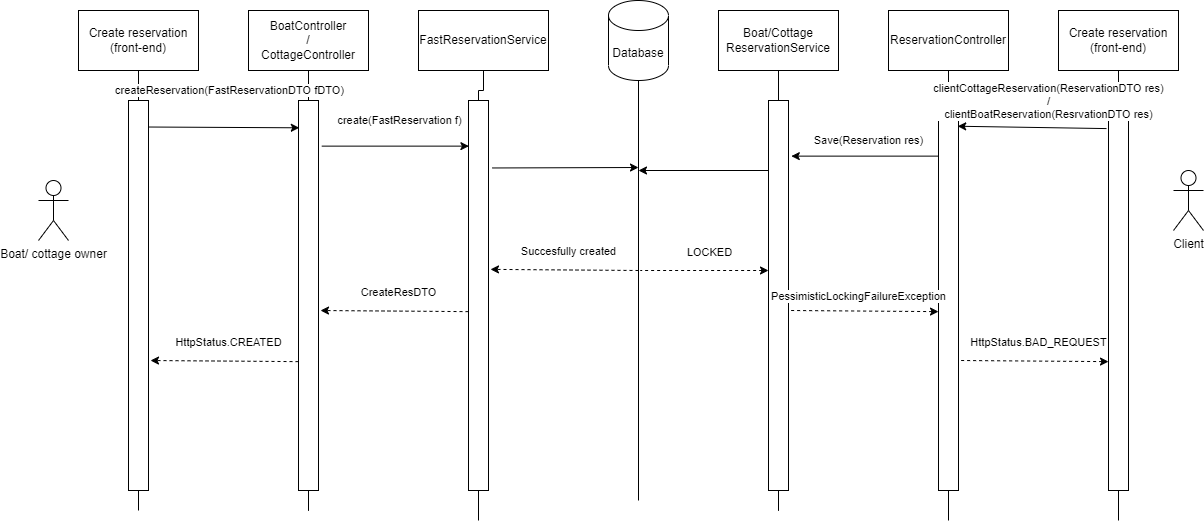 Create reservation
(front-end)
BoatController
/
CottageController
FastReservationService
Database
Boat/Cottage
ReservationService
ReservationController
Create reservation
(front-end)
createReservation(FastReservationDTO fDTO)
clientCottageReservation(ReservationDTO res)
/
clientBoatReservation(ResrvationDTO res)
create(FastReservation f)
Save(Reservation res)
Boat/ cottage owner
Client
Succesfully created
LOCKED
CreateResDTO
PessimisticLockingFailureException
HttpStatus.CREATED
HttpStatus.BAD_REQUEST